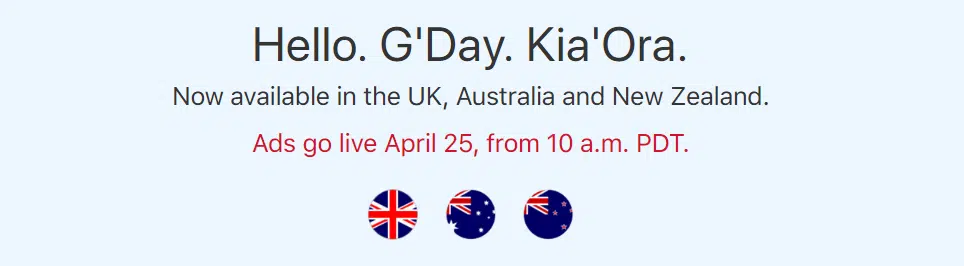 Hello. G'Day. Kia'Ora.
Now available in the UK, Australia and New Zealand.
Ads go live April 25, from 10 a.m. PDT.